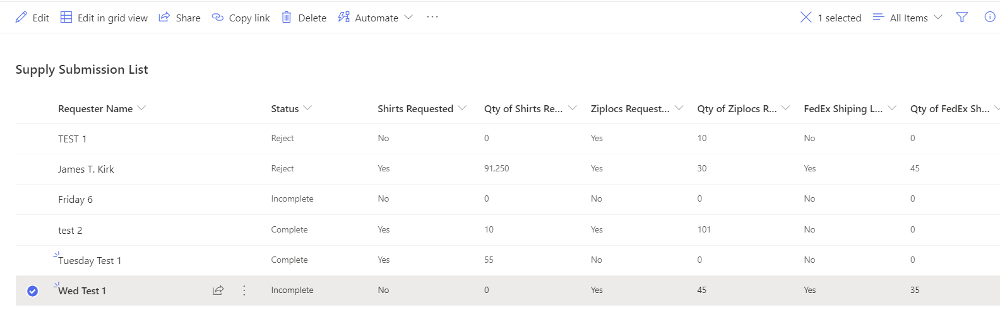 Edit Edit in grid view Share Copy link Delete Automate ··· 1 selected All Items
Supply Submission List
Requester Name Status Shirts Requested Qty of Shirts Re... Ziplocs Request... Qty of Ziplocs R... FedEx Shiping L... Qty of FedEx Sh...
TEST 1 Reject No 0 Yes 10 No 0
James T. Kirk Reject Yes 91,250 Yes 30 Yes 45
Friday 6 Incomplete No 0 No 0 No 0
test 2 Complete Yes 10 Yes 101 No 0
Tuesday Test 1 Complete Yes 55 No 0 No 0
Wed Test 1 Incomplete No 0 Yes 45 Yes 35